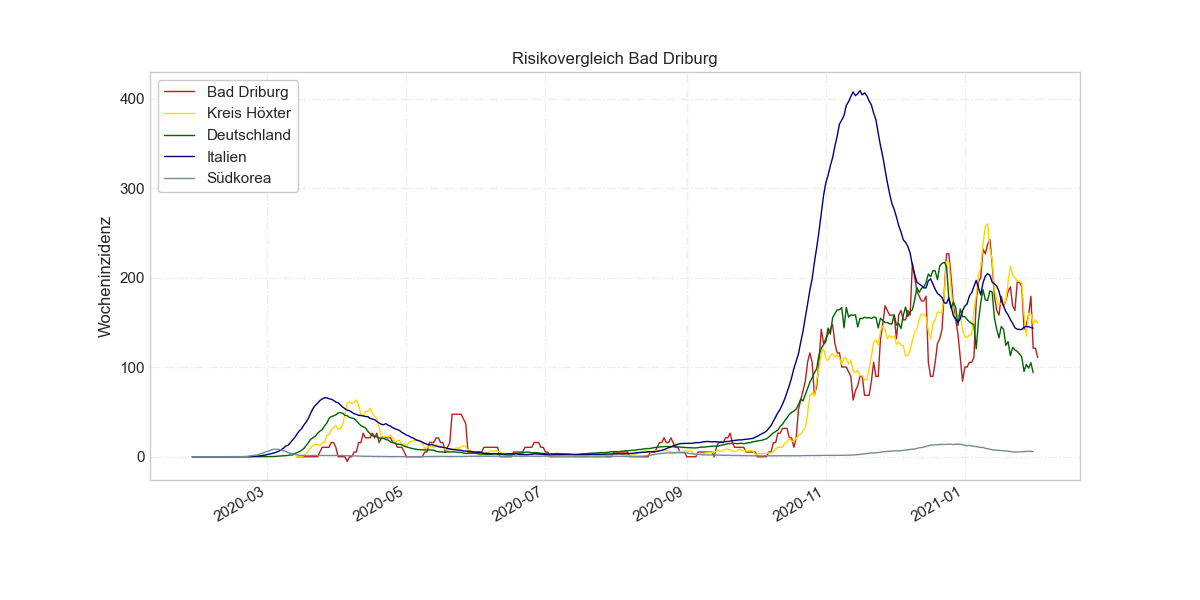 Risikovergleich Bad Driburg
Wocheninzidenz
400
300
200
100
0
Bad Driburg
Kreis Höxter
Deutschland
Italien
Südkorea
2020-03
2020-05
2020-07
2020-09
2020-11
2021-01